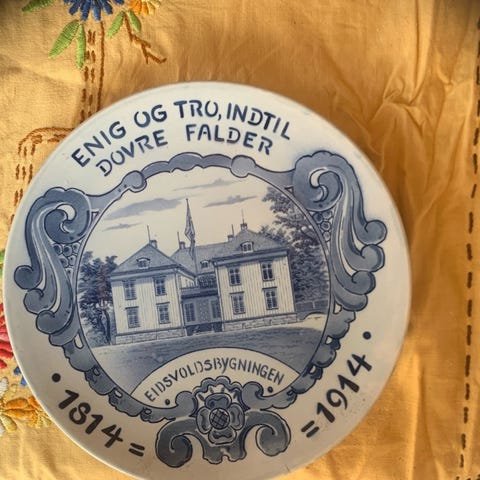 ENIG OG TRO, INDTIL
DOVRE FALDER
EIDSVOLDSBYGNINGEN
• 1814 = = 1914 •